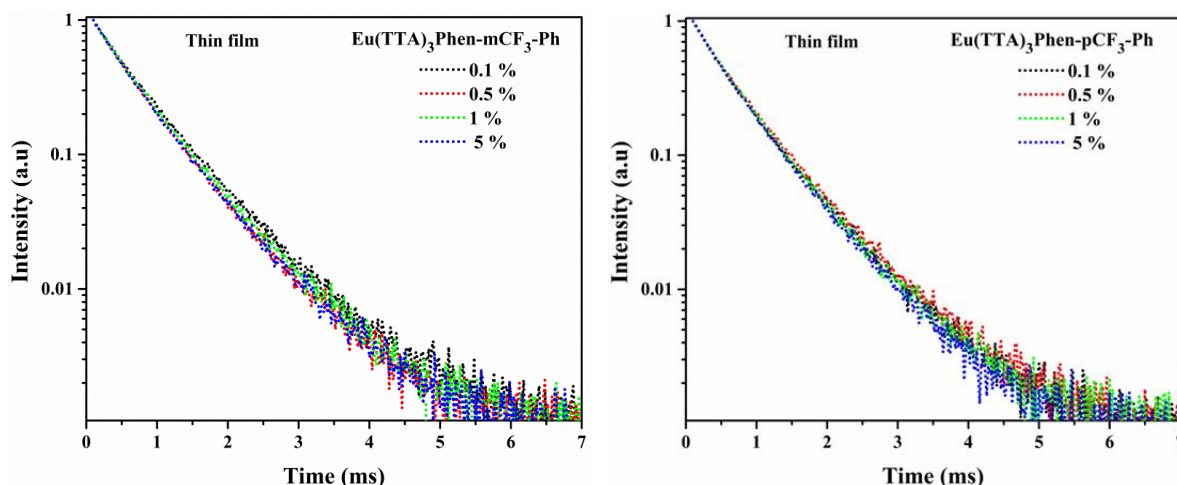 Thin film Eu(TTA)3Phen-mCF3-Ph
0.1 %
0.5 %
1 %
5 %
1
0.1
0.01
Intensity (a.u)
0 1 2 3 4 5 6 7
Time (ms)
Thin film Eu(TTA)3Phen-pCF3-Ph
0.1 %
0.5 %
1 %
5 %
1
0.1
0.01
Intensity (a.u)
0 1 2 3 4 5 6 7
Time (ms)